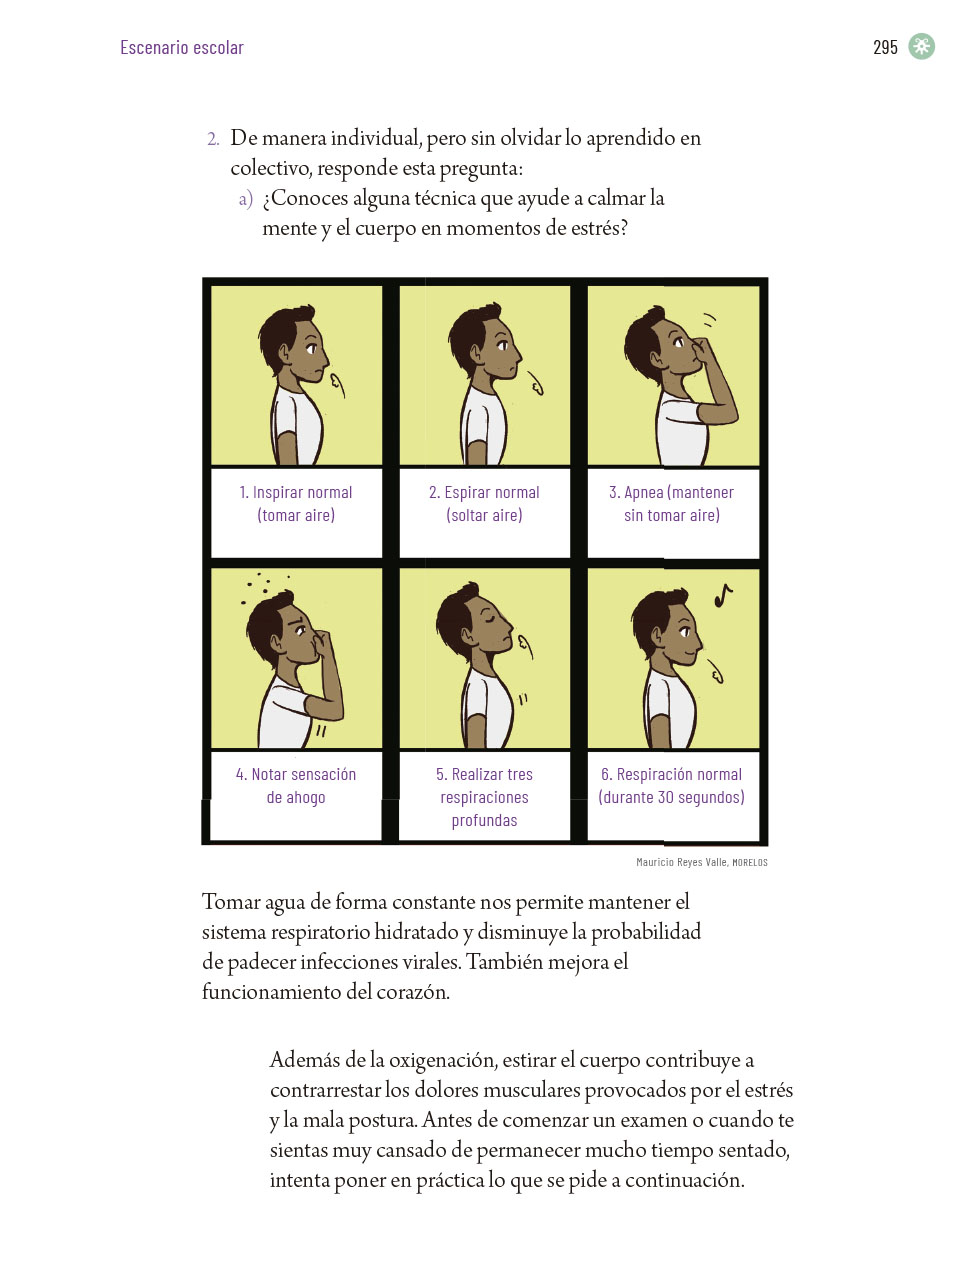 Escenario escolar
295
2. De manera individual, pero sin olvidar lo aprendido en
colectivo, responde esta pregunta:
a) ¿Conoces alguna técnica que ayude a calmar la
mente y el cuerpo en momentos de estrés?
1. Inspirar normal
(tomar aire)
2. Espirar normal
(soltar aire)
3. Apnea (mantener
sin tomar aire)
4. Notar sensación
de ahogo
5. Realizar tres
respiraciones
profundas
6. Respiración normal
(durante 30 segundos)
Mauricio Reyes Valle, MORELOS
Tomar agua de forma constante nos permite mantener el
sistema respiratorio hidratado y disminuye la probabilidad
de padecer infecciones virales. También mejora el
funcionamiento del corazón.
Además de la oxigenación, estirar el cuerpo contribuye a
contrarrestar los dolores musculares provocados por el estrés
y la mala postura. Antes de comenzar un examen o cuando te
sientas muy cansado de permanecer mucho tiempo sentado,
intenta poner en práctica lo que se pide a continuación.